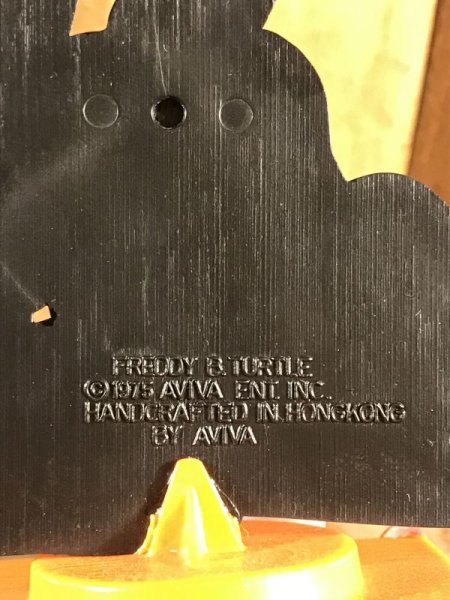 FREDDY B. TURTLE
©1975 AVIVA ENT. INC.
HANDCRAFTED IN HONGKONG
BY AVIVA